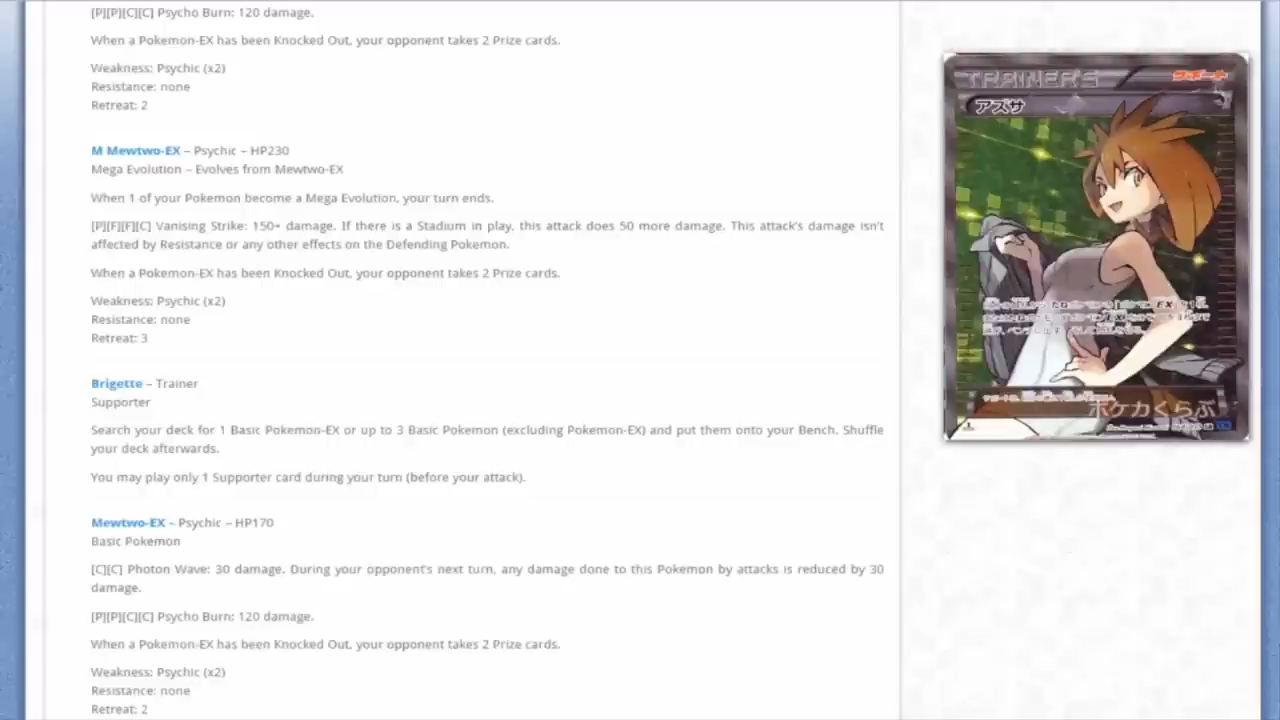 [P][P][C][C] Psycho Burn: 120 damage.
When a Pokemon-EX has been Knocked Out, your opponent takes 2 Prize cards.
Weakness: Psychic (x2)
Resistance: none
Retreat: 2
M Mewtwo-EX – Psychic – HP230
Mega Evolution – Evolves from Mewtwo-EX
When 1 of your Pokemon become a Mega Evolution, your turn ends.
[P][F][F][C] Vanising Strike: 150+ damage. If there is a Stadium in play, this attack does 50 more damage. This attack's damage isn't
affected by Resistance or any other effects on the Defending Pokemon.
When a Pokemon-EX has been Knocked Out, your opponent takes 2 Prize cards.
Weakness: Psychic (x2)
Resistance: none
Retreat: 3
Brigette – Trainer
Supporter
Search your deck for 1 Basic Pokemon-EX or up to 3 Basic Pokemon (excluding Pokemon-EX) and put them onto your Bench. Shuffle
your deck afterwards.
You may play only 1 Supporter card during your turn (before your attack).
Mewtwo-EX – Psychic – HP170
Basic Pokemon
[C][C] Photon Wave: 30 damage. During your opponent's next turn, any damage done to this Pokemon by attacks is reduced by 30
damage.
[P][P][C][C] Psycho Burn: 120 damage.
When a Pokemon-EX has been Knocked Out, your opponent takes 2 Prize cards.
Weakness: Psychic (x2)
Resistance: none
Retreat: 2
TRAINERS サポート
アズサ
ポケカくらぶ